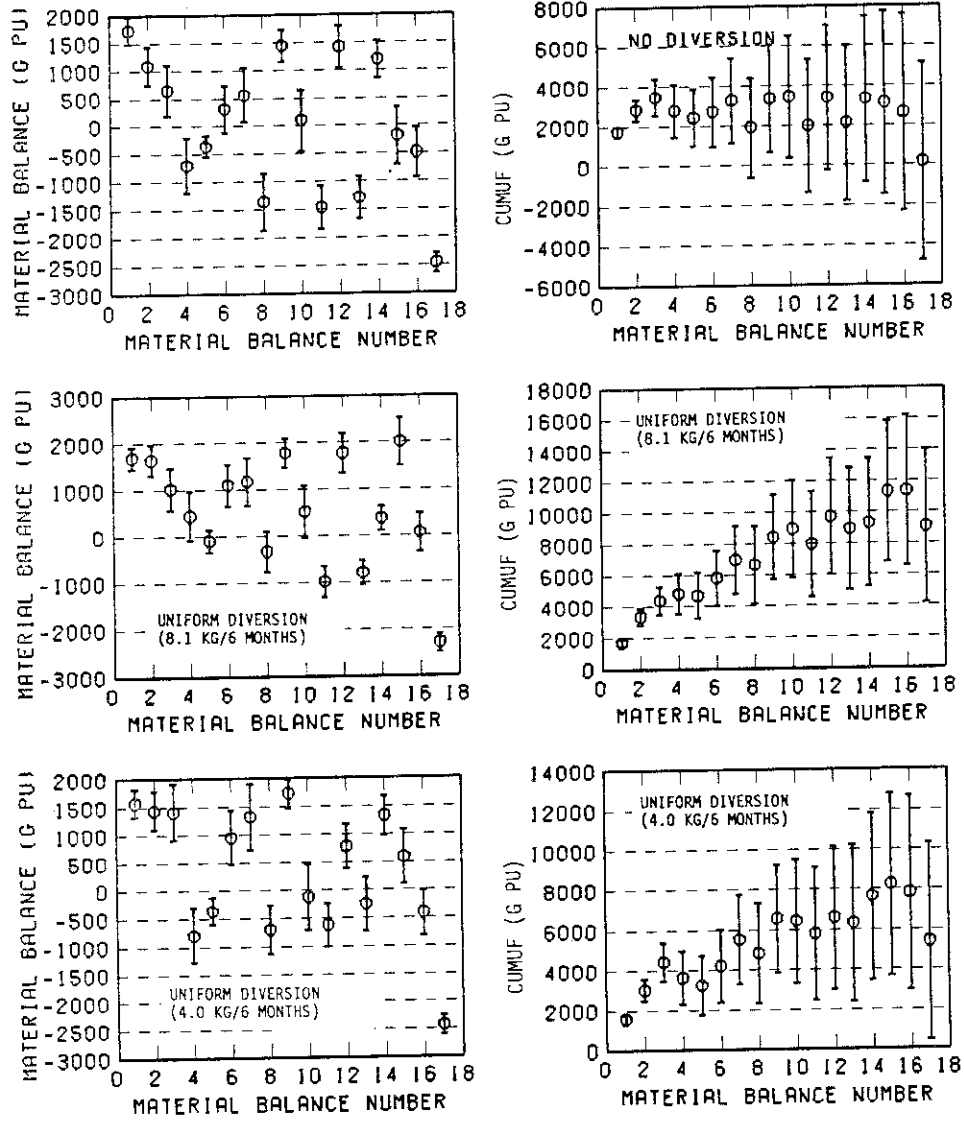 MATERIAL BALANCE (G PU)
2000
1500
1000
500
0
-500
-1000
-1500
-2000
-2500
-3000
0 2 4 6 8 10 12 14 16 18
MATERIAL BALANCE NUMBER
CUMUF (G PU)
8000
6000
4000
2000
0
-2000
-4000
-6000
NO DIVERSION
0 2 4 6 8 10 12 14 16 18
MATERIAL BALANCE NUMBER
MATERIAL BALANCE (G PU)
3000
2000
1000
0
-1000
-2000
-3000
UNIFORM DIVERSION
(8.1 KG/6 MONTHS)
0 2 4 6 8 10 12 14 16 18
MATERIAL BALANCE NUMBER
CUMUF (G PU)
18000
16000
14000
12000
10000
8000
6000
4000
2000
0
UNIFORM DIVERSION
(8.1 KG/6 MONTHS)
0 2 4 6 8 10 12 14 16 18
MATERIAL BALANCE NUMBER
MATERIAL BALANCE (G PU)
2000
1500
1000
500
0
-500
-1000
-1500
-2000
-2500
-3000
UNIFORM DIVERSION
(4.0 KG/6 MONTHS)
0 2 4 6 8 10 12 14 16 18
MATERIAL BALANCE NUMBER
CUMUF (G PU)
14000
12000
10000
8000
6000
4000
2000
0
UNIFORM DIVERSION
(4.0 KG/6 MONTHS)
0 2 4 6 8 10 12 14 16 18
MATERIAL BALANCE NUMBER